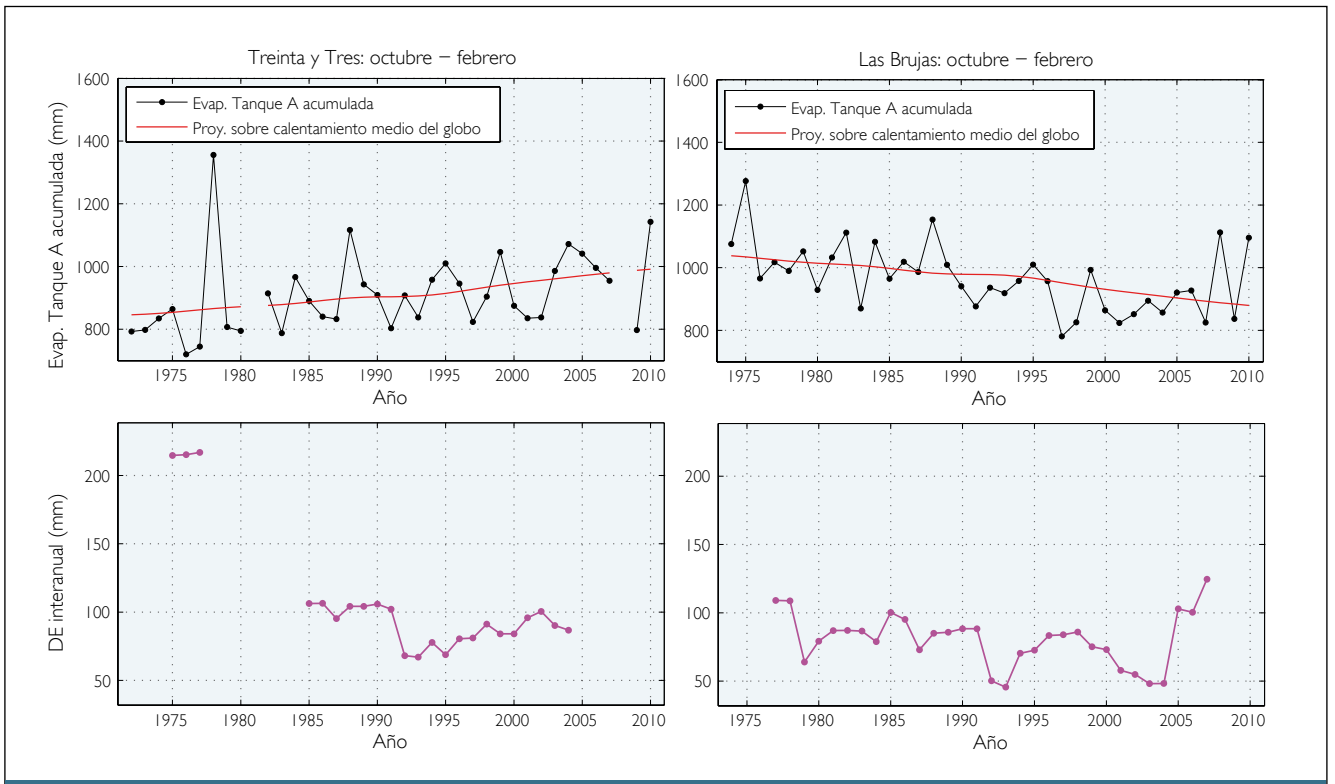 Treinta y Tres: octubre – febrero
1600
1400
1200
1000
800
Evap. Tanque A acumulada (mm)
Evap. Tanque A acumulada
Proy. sobre calentamiento medio del globo
1975 1980 1985 1990 1995 2000 2005 2010
Año
Las Brujas: octubre – febrero
1600
1400
1200
1000
800
Evap. Tanque A acumulada
Proy. sobre calentamiento medio del globo
1975 1980 1985 1990 1995 2000 2005 2010
Año
200
150
100
50
DE interanual (mm)
1975 1980 1985 1990 1995 2000 2005 2010
Año
200
150
100
50
1975 1980 1985 1990 1995 2000 2005 2010
Año